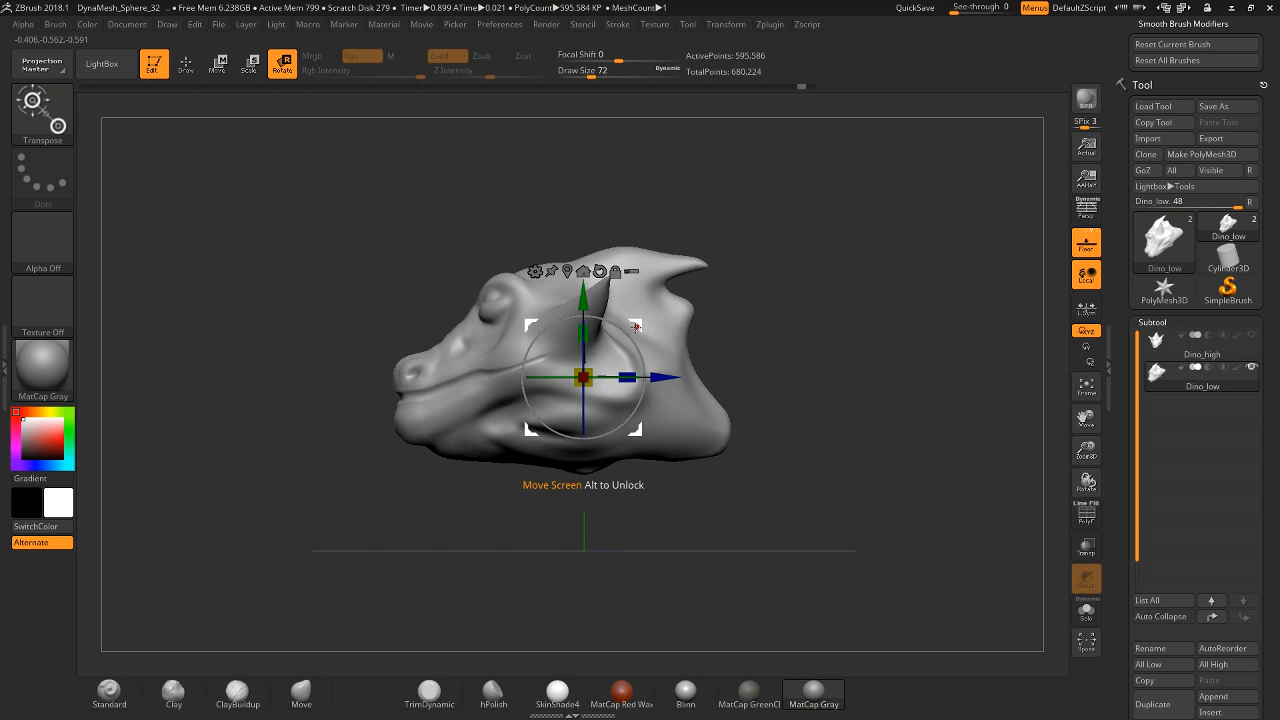 ZBrush 2018.1 DynaMesh_Sphere_32 .. • Free Mem 6.238GB • Active Mem 799 • Scratch Disk 279 • Timer▶0.899 ATime▶0.021 • PolyCount▶595.584 KP • MeshCount▶1 QuickSave See-through 0 Menus DefaultZScript
Alpha Brush Color Document Draw Edit File Layer Light Macro Marker Material Movie Picker Preferences Render Stencil Stroke Texture Tool Transform Zplugin Zscript
-0.406,-0.562,-0.591
Projection Master
LightBox
Edit
Draw
Move
Scale
Rotate
Mrgb Rgb M
Rgb Intensity
Zadd Zsub Zcut
Z Intensity
Focal Shift 0
Draw Size 72 Dynamic
ActivePoints: 595.586
TotalPoints: 680.224
Transpose
Dots
Alpha Off
Texture Off
MatCap Gray
Gradient
SwitchColor
Alternate
Move Screen Alt to Unlock
BPR
SPix 3
Actual
AAHalf
Dynamic
Persp
Floor
Local
L.Sym
XYZ
Frame
Move
Zoom3D
Rotate
Line Fill
PolyF
Transp
Ghost
Dynamic
Solo
Xpose
Smooth Brush Modifiers
Reset Current Brush
Reset All Brushes
Tool
Load Tool Save As
Copy Tool Paste Tool
Import Export
Clone Make PolyMesh3D
GoZ All Visible R
Lightbox▶Tools
Dino_low. 48 R
2 2
Dino_low
Dino_low Cylinder3D
PolyMesh3D SimpleBrush
Subtool
Dino_high
Dino_low
List All
Auto Collapse
Rename AutoReorder
All Low All High
Copy Paste
Duplicate Append
Insert
Standard Clay ClayBuildup Move TrimDynamic hPolish SkinShade4 MatCap Red Wax Blinn MatCap GreenCl MatCap Gray